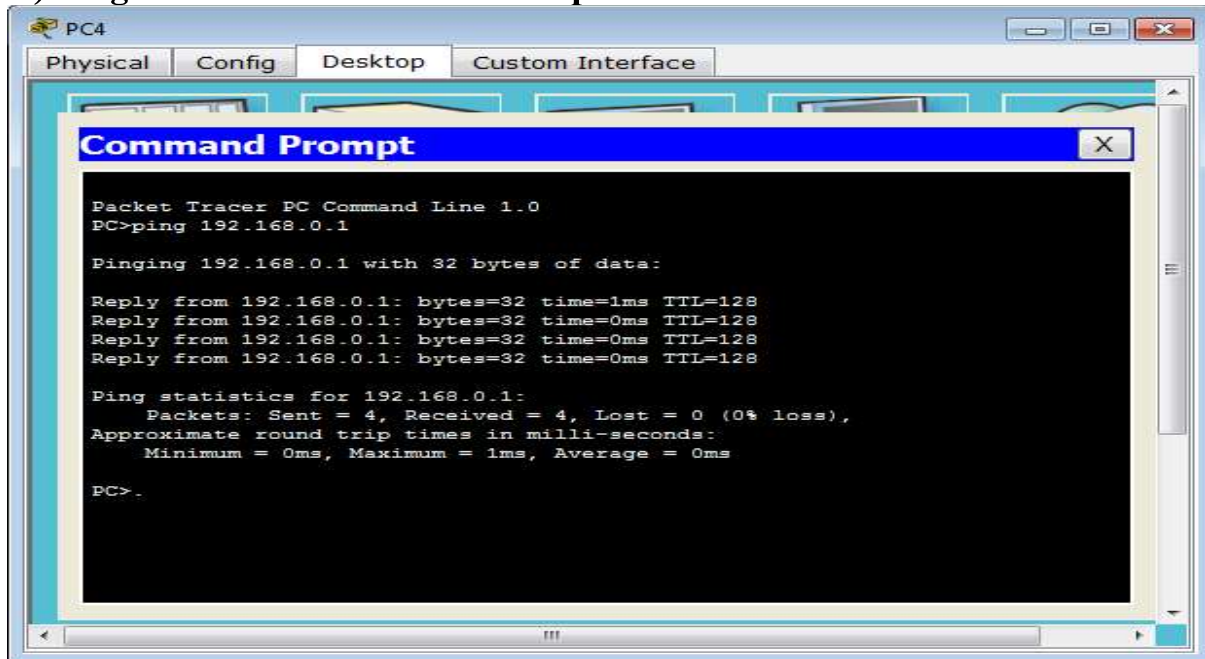 PC4
Physical Config Desktop Custom Interface
Command Prompt
X
Packet Tracer PC Command Line 1.0
PC>ping 192.168.0.1
Pinging 192.168.0.1 with 32 bytes of data:
Reply from 192.168.0.1: bytes=32 time=1ms TTL=128
Reply from 192.168.0.1: bytes=32 time=0ms TTL=128
Reply from 192.168.0.1: bytes=32 time=0ms TTL=128
Reply from 192.168.0.1: bytes=32 time=0ms TTL=128
Ping statistics for 192.168.0.1:
Packets: Sent = 4, Received = 4, Lost = 0 (0% loss),
Approximate round trip times in milli-seconds:
Minimum = 0ms, Maximum = 1ms, Average = 0ms
PC>.